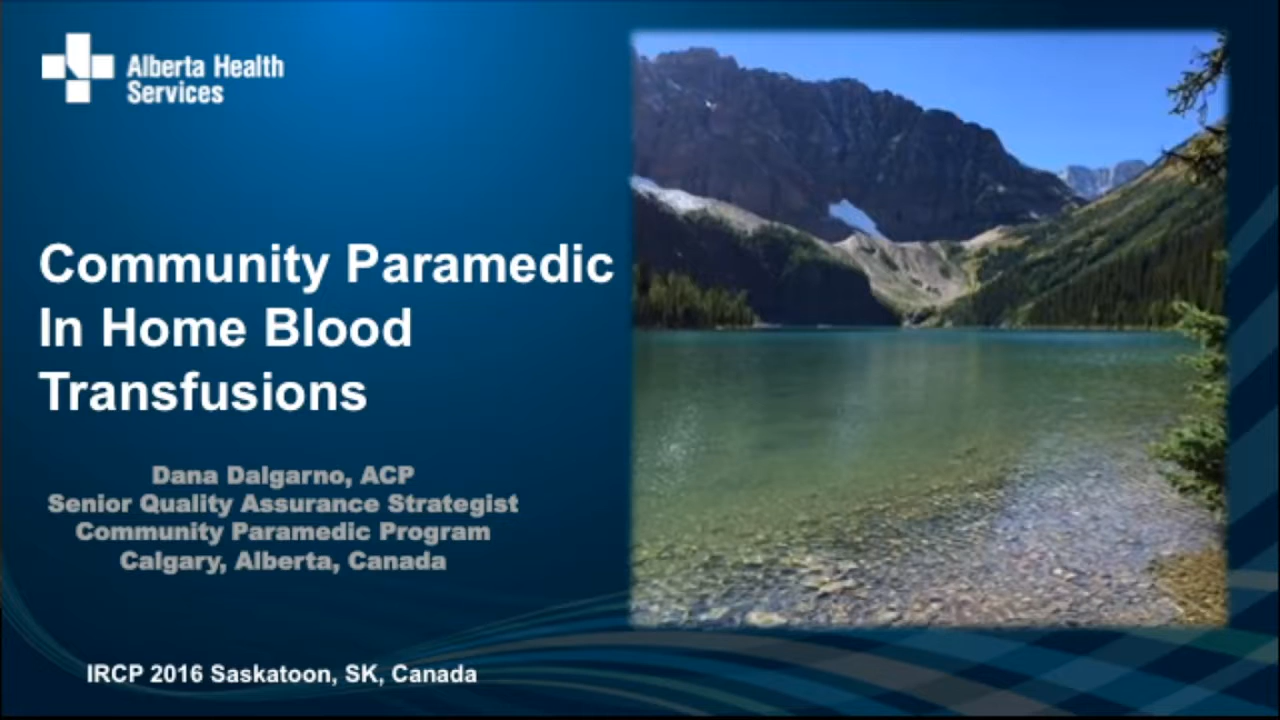 Alberta Health
Services
Community Paramedic
In Home Blood
Transfusions
Dana Dalgarno, ACP
Senior Quality Assurance Strategist
Community Paramedic Program
Calgary, Alberta, Canada
IRCP 2016 Saskatoon, SK, Canada